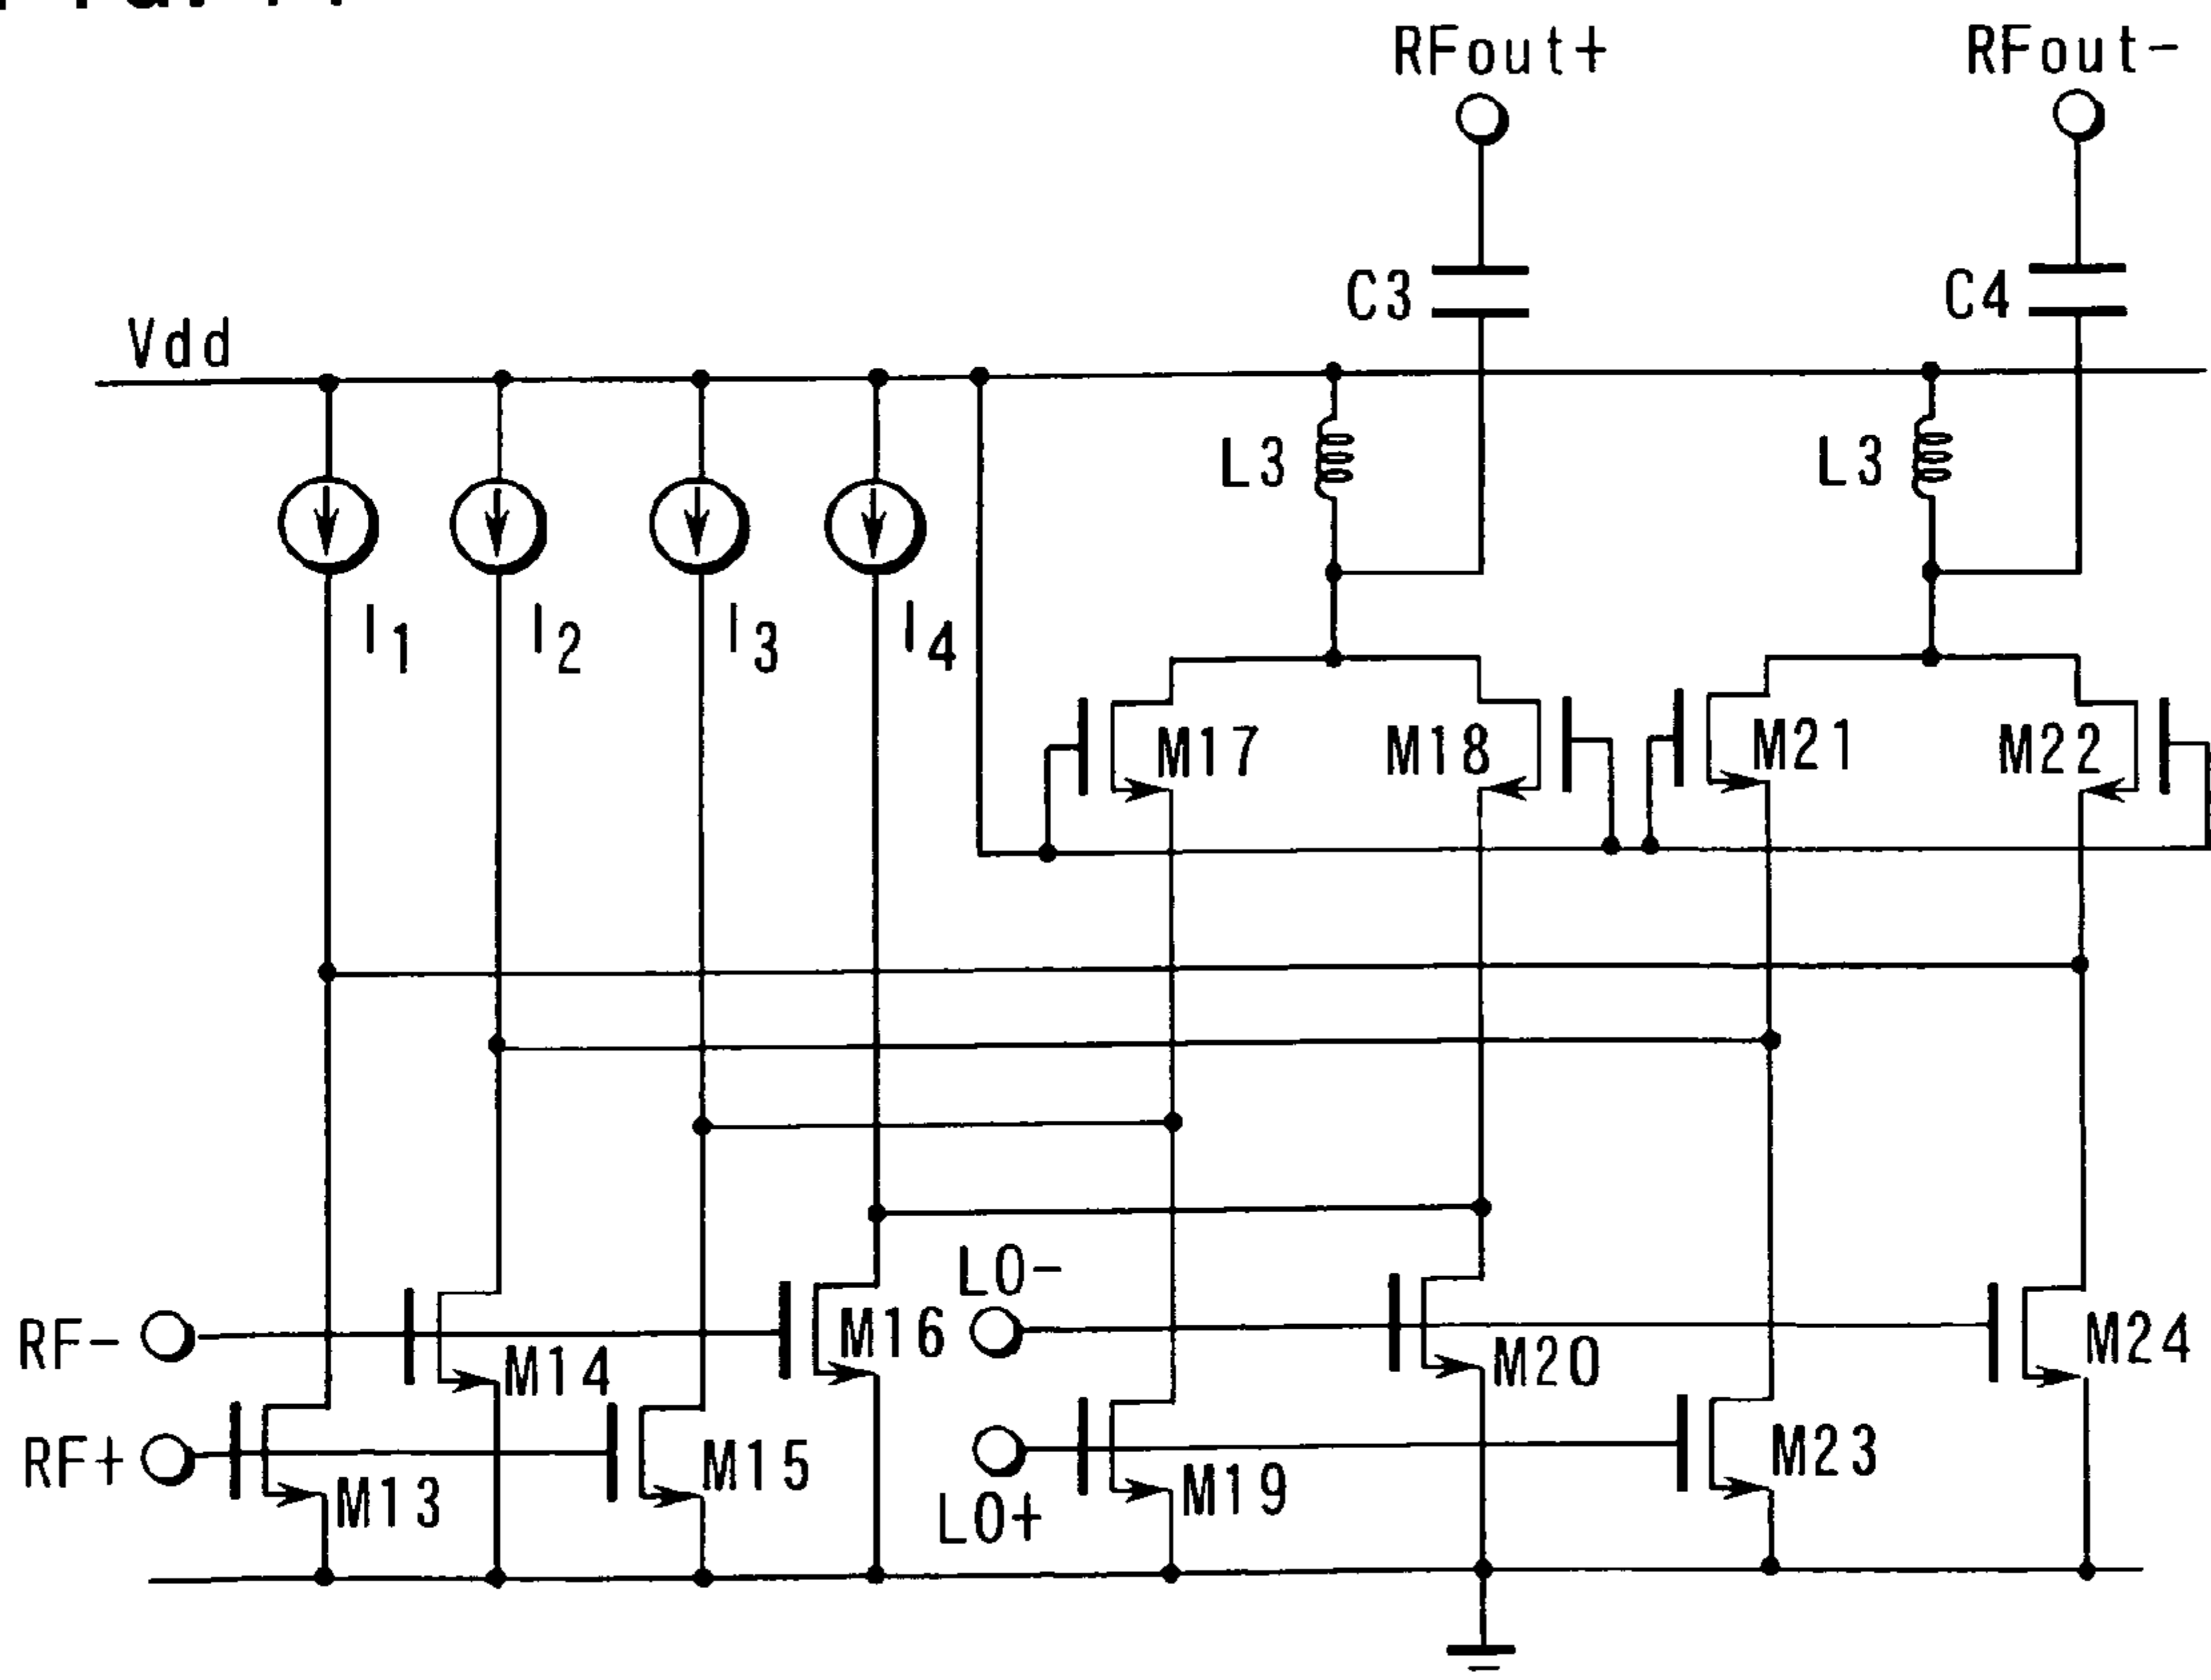 RFout+ RFout-
C3 C4
Vdd
L3 L3
I1 I2 I3 I4
M17 M18 M21 M22
LO-
RF- M14 M16 M20 M24
RF+ M13 M15 LO+ M19 M23